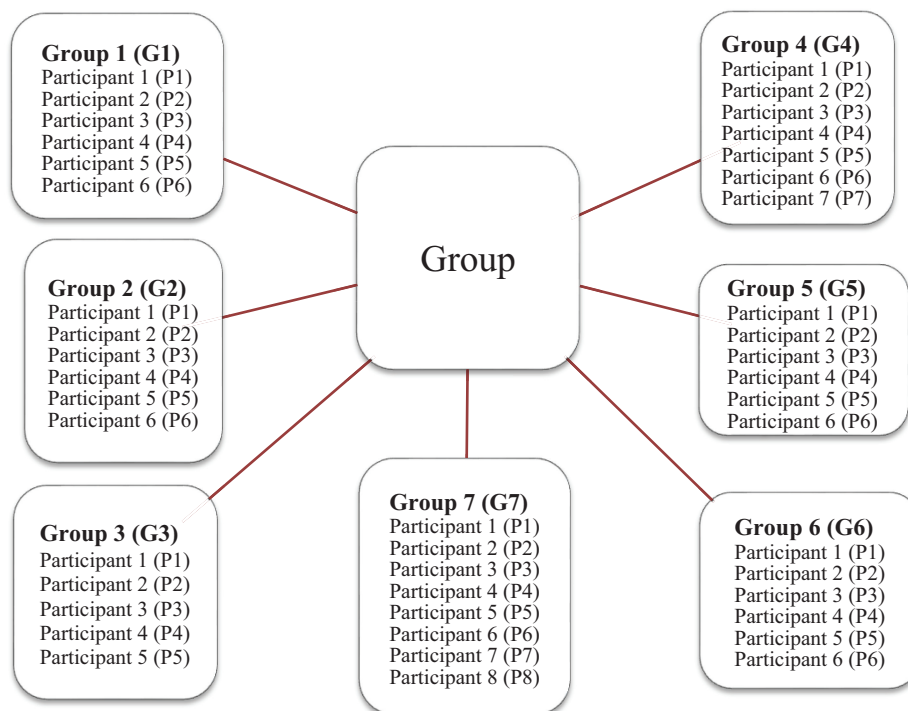 Group 1 (G1)
Participant 1 (P1)
Participant 2 (P2)
Participant 3 (P3)
Participant 4 (P4)
Participant 5 (P5)
Participant 6 (P6)
Group 2 (G2)
Participant 1 (P1)
Participant 2 (P2)
Participant 3 (P3)
Participant 4 (P4)
Participant 5 (P5)
Participant 6 (P6)
Group 3 (G3)
Participant 1 (P1)
Participant 2 (P2)
Participant 3 (P3)
Participant 4 (P4)
Participant 5 (P5)
Group
Group 7 (G7)
Participant 1 (P1)
Participant 2 (P2)
Participant 3 (P3)
Participant 4 (P4)
Participant 5 (P5)
Participant 6 (P6)
Participant 7 (P7)
Participant 8 (P8)
Group 4 (G4)
Participant 1 (P1)
Participant 2 (P2)
Participant 3 (P3)
Participant 4 (P4)
Participant 5 (P5)
Participant 6 (P6)
Participant 7 (P7)
Group 5 (G5)
Participant 1 (P1)
Participant 2 (P2)
Participant 3 (P3)
Participant 4 (P4)
Participant 5 (P5)
Participant 6 (P6)
Group 6 (G6)
Participant 1 (P1)
Participant 2 (P2)
Participant 3 (P3)
Participant 4 (P4)
Participant 5 (P5)
Participant 6 (P6)